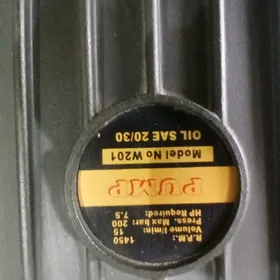 R.P.M.: 1450
Volume l/min: 15
Press. Max bar: 200
HP Required: 7.5
PUMP
Model No W201
OIL SAE 20/30